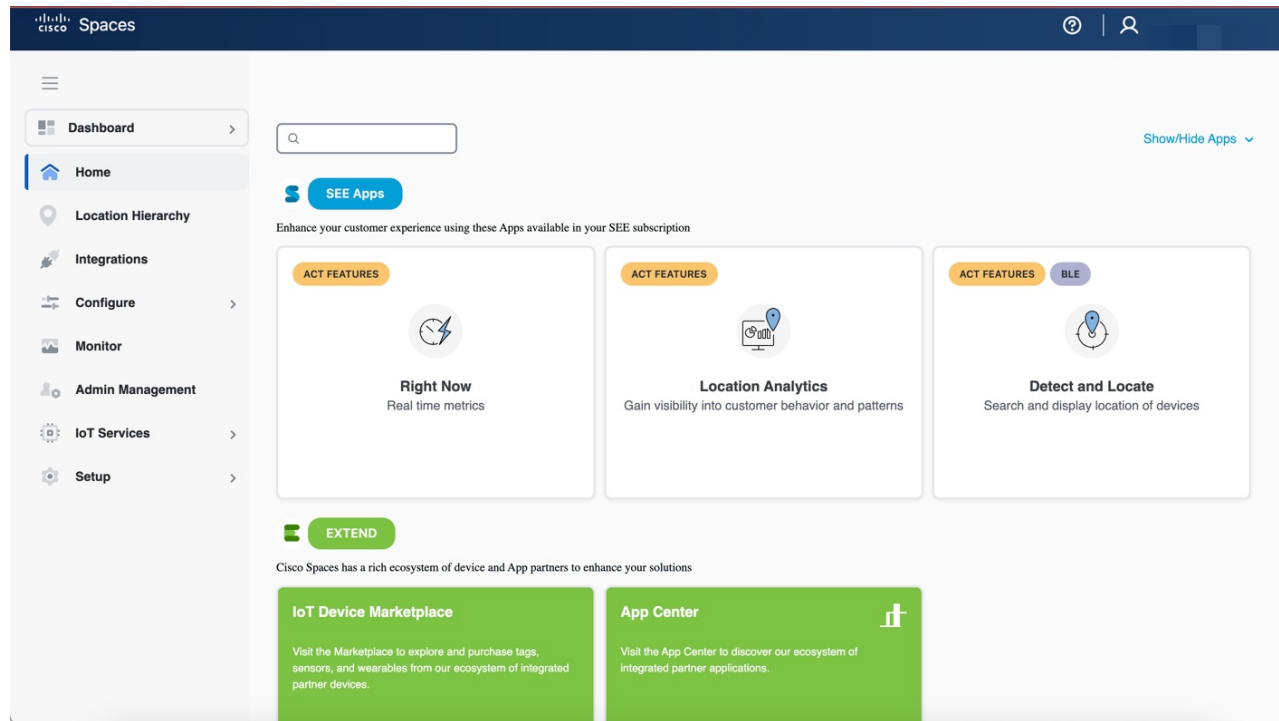 cisco Spaces
Dashboard
Home
Location Hierarchy
Integrations
Configure
Monitor
Admin Management
IoT Services
Setup
Show/Hide Apps
SEE Apps
Enhance your customer experience using these Apps available in your SEE subscription
ACT FEATURES
Right Now
Real time metrics
ACT FEATURES
Location Analytics
Gain visibility into customer behavior and patterns
ACT FEATURES BLE
Detect and Locate
Search and display location of devices
EXTEND
Cisco Spaces has a rich ecosystem of device and App partners to enhance your solutions
IoT Device Marketplace
Visit the Marketplace to explore and purchase tags,
sensors, and wearables from our ecosystem of integrated
partner devices.
App Center
Visit the App Center to discover our ecosystem of
integrated partner applications.